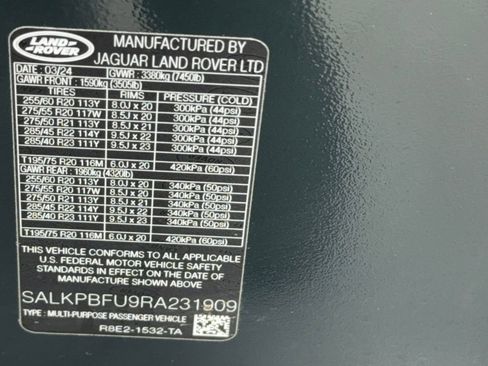 LAND-
ROVER
MANUFACTURED BY
JAGUAR LAND ROVER LTD
DATE : 03/24 GVWR : 3380kg (7450lb)
GAWR FRONT : 1590kg (3505lb)
TIRES RIMS PRESSURE (COLD)
255/60 R20 113Y 8.0J x 20 300kPa (44psi)
275/55 R20 117W 8.0J x 20 300kPa (44psi)
275/50 R21 113Y 8.5J x 21 300kPa (44psi)
285/45 R22 114Y 9.5J x 22 300kPa (44psi)
285/40 R23 111Y 9.5J x 23 300kPa (44psi)
T195/75 R20 116M 6.0J x 20 420kPa (60psi)
GAWR REAR : 1960kg (4320lb)
255/60 R20 113Y 8.0J x 20 340kPa (50psi)
275/55 R20 117W 8.0J x 20 340kPa (50psi)
275/50 R21 113Y 8.5J x 21 340kPa (50psi)
285/45 R22 114Y 9.5J x 22 340kPa (50psi)
285/40 R23 111Y 9.5J x 23 340kPa (50psi)
T195/75 R20 116M 6.0J x 20 420kPa (60psi)
THIS VEHICLE CONFORMS TO ALL APPLICABLE
U.S. FEDERAL MOTOR VEHICLE SAFETY
STANDARDS IN EFFECT ON THE DATE OF
MANUFACTURE SHOWN ABOVE.
SALKPBFU9RA231909
TYPE : MULTI-PURPOSE PASSENGER VEHICLE
R8E2-1532-TA